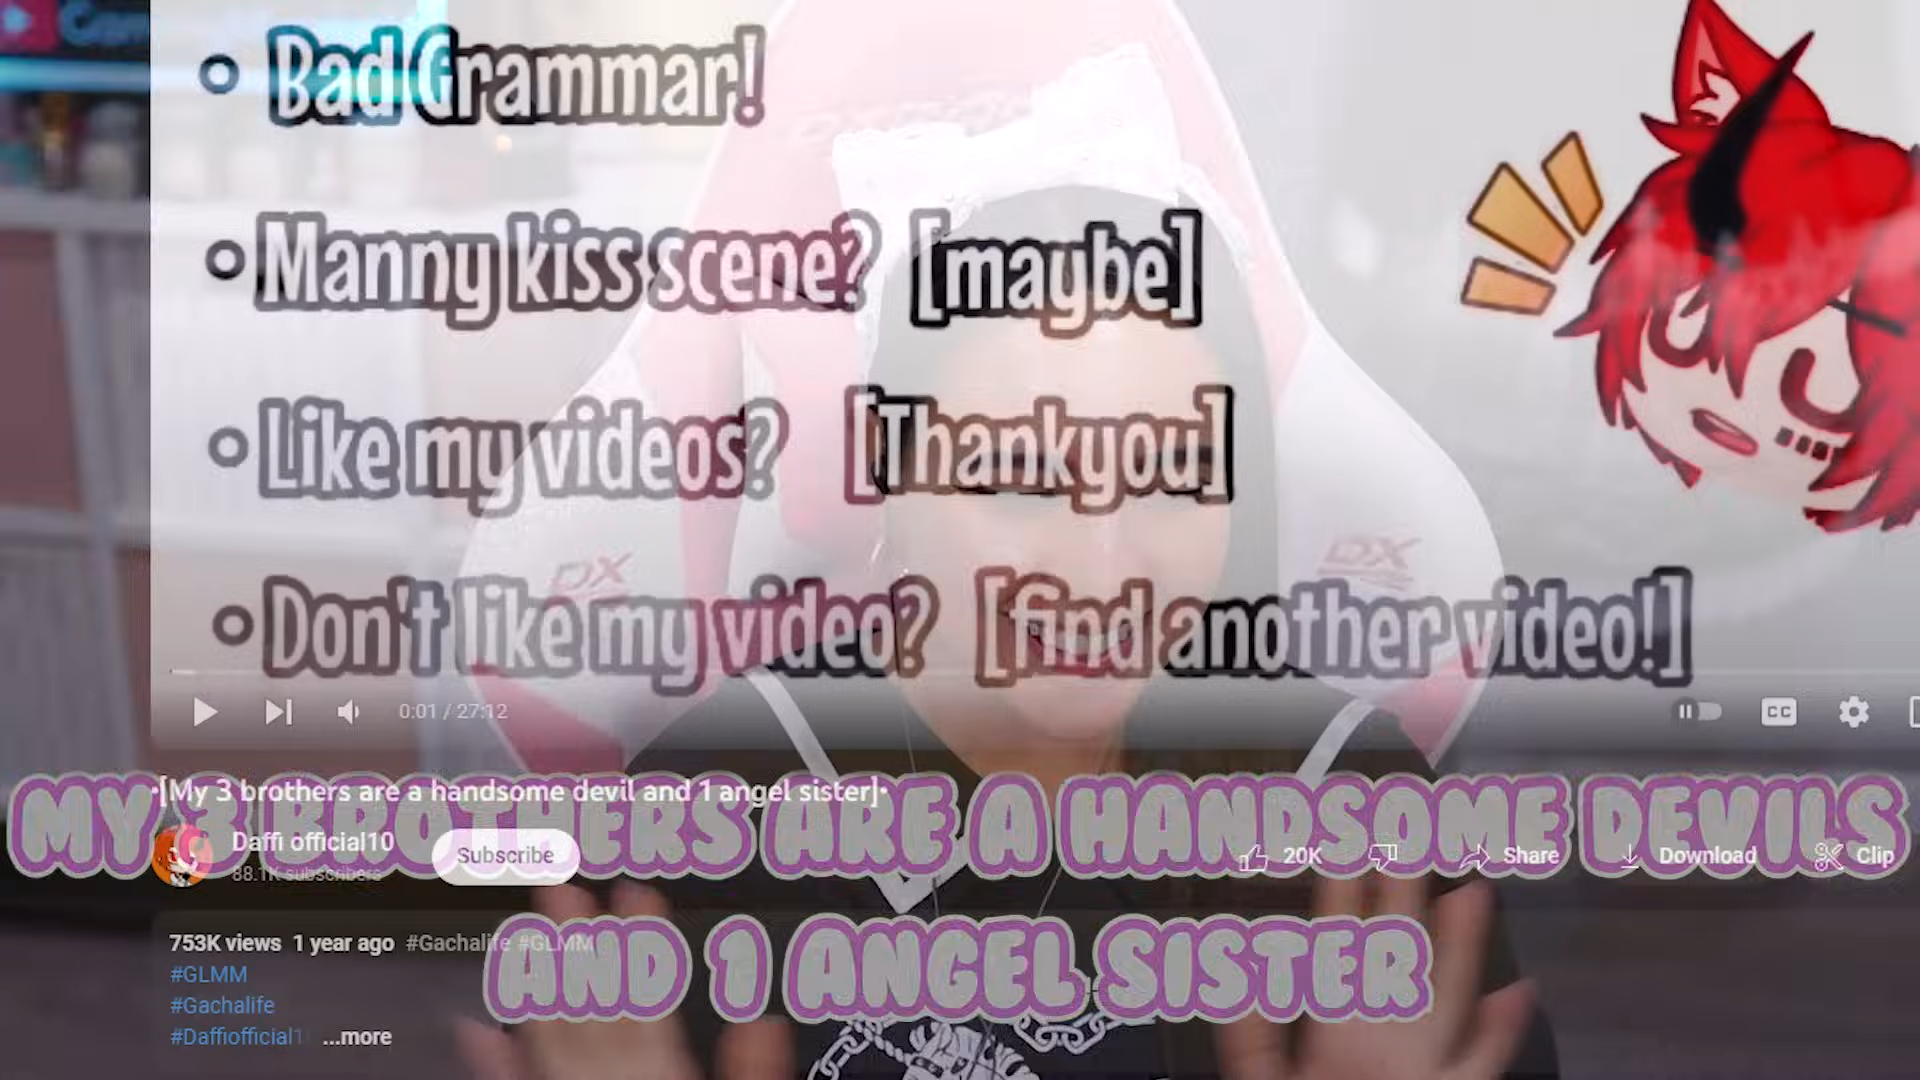 Bad Grammar!
Manny kiss scene? [maybe]
Like my videos? [Thankyou]
DX DX
Don't like my video? [find another video!]
0:01 / 27:12
CC
•[My 3 brothers are a handsome devil and 1 angel sister]•
MY 3 BROTHERS ARE A HANDSOME DEVILS
Daffi official10
88.1K subscribers
Subscribe
20K Share Download Clip
AND 1 ANGEL SISTER
753K views 1 year ago #Gachalife #GLMM
#GLMM
#Gachalife
#Daffiofficial1
...more